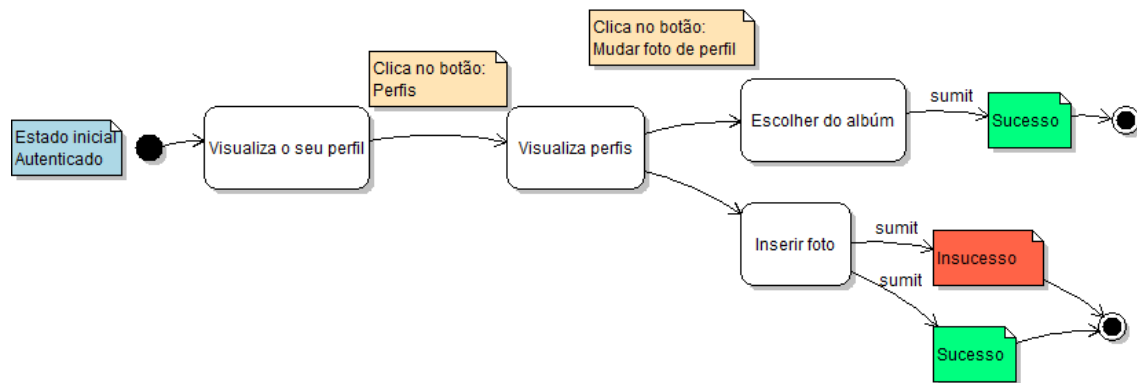 Clica no botão:
Mudar foto de perfil
Clica no botão:
Perfis
Estado inicial
Autenticado
Visualiza o seu perfil
Visualiza perfis
Escolher do albúm
sumit
Sucesso
Inserir foto
sumit
Insucesso
sumit
Sucesso